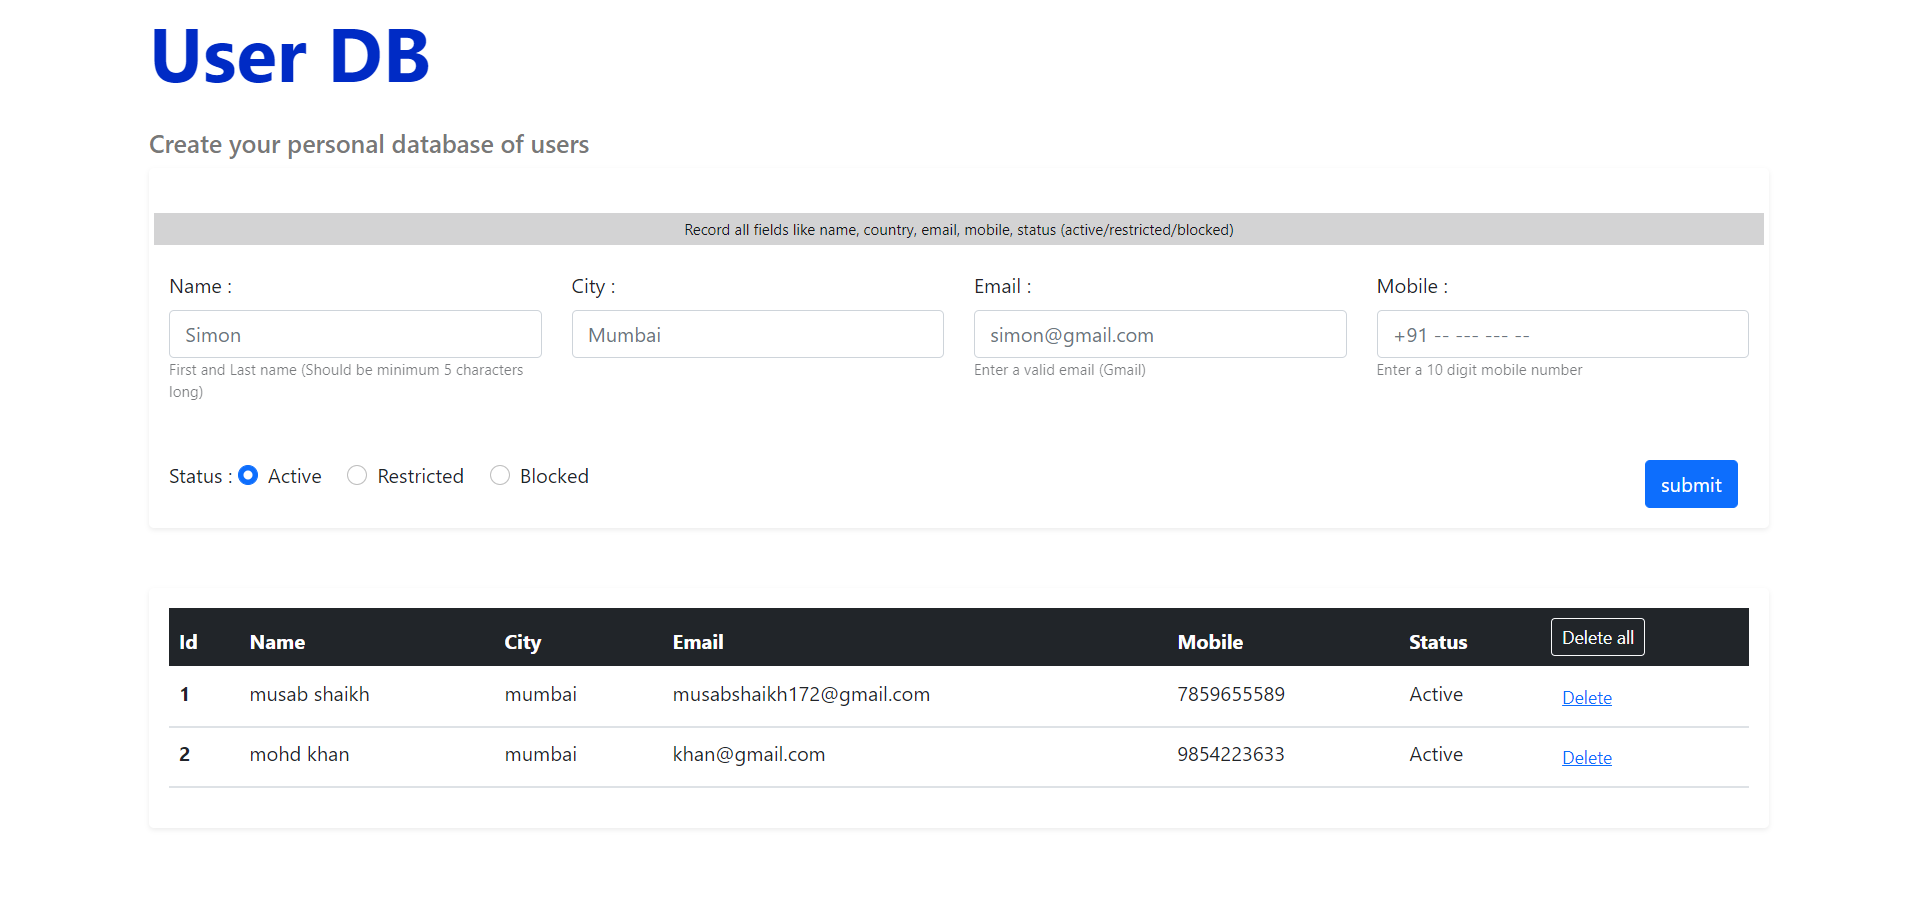 User DB
Create your personal database of users
Record all fields like name, country, email, mobile, status (active/restricted/blocked)
Name : City : Email : Mobile :
Simon Mumbai simon@gmail.com +91 -- --- --- --
First and Last name (Should be minimum 5 characters Enter a valid email (Gmail) Enter a 10 digit mobile number
long)
Status : Active Restricted Blocked submit
Id Name City Email Mobile Status Delete all
1 musab shaikh mumbai musabshaikh172@gmail.com 7859655589 Active Delete
2 mohd khan mumbai khan@gmail.com 9854223633 Active Delete